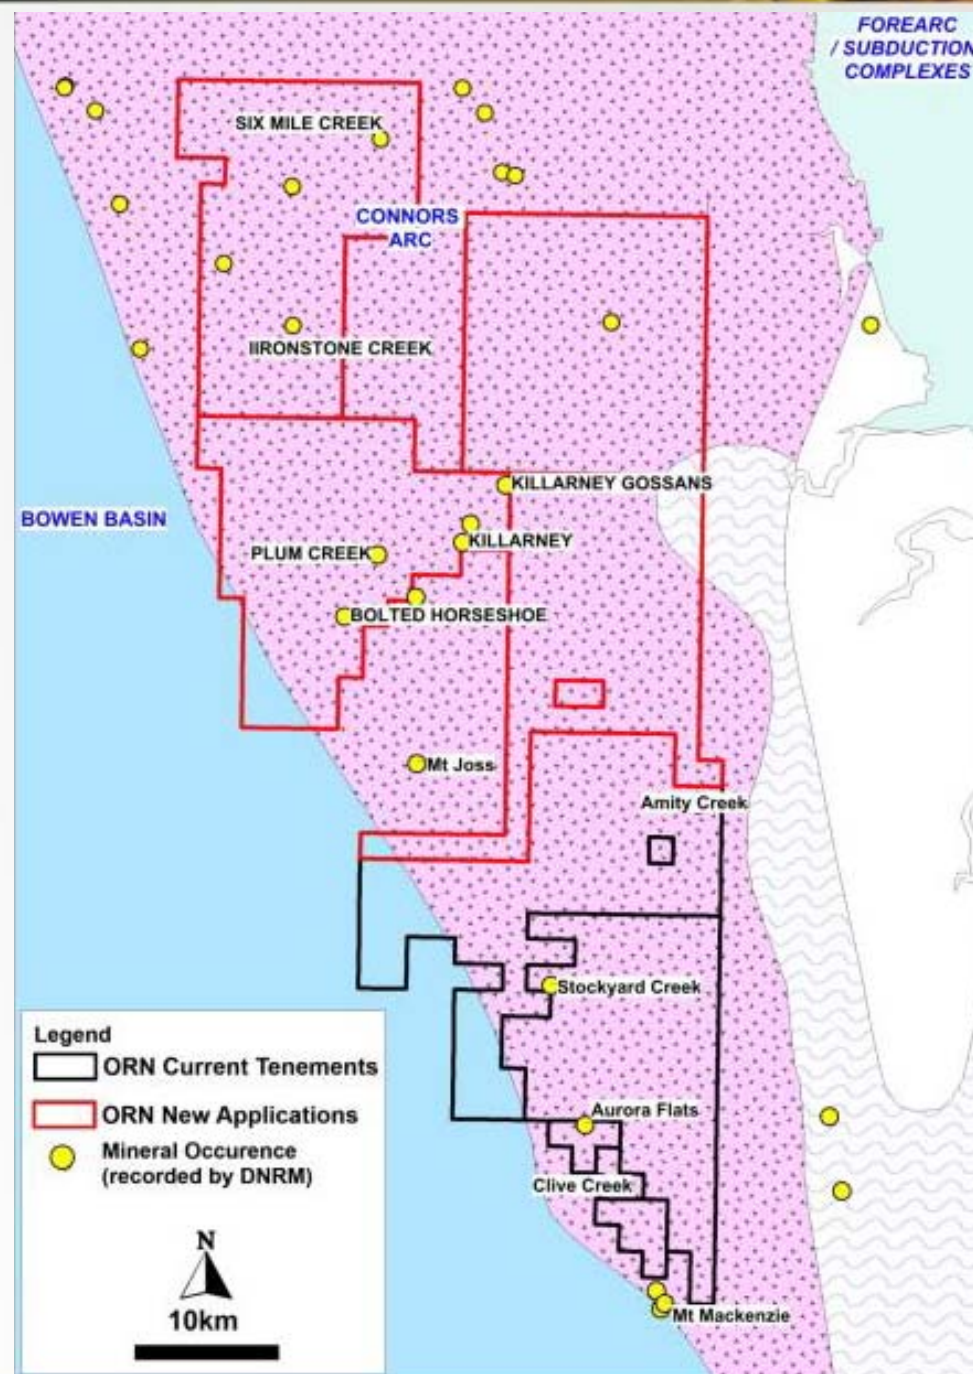 FOREARC
/ SUBDUCTION
COMPLEXES
SIX MILE CREEK
CONNORS
ARC
IIRONSTONE CREEK
KILLARNEY GOSSANS
BOWEN BASIN
KILLARNEY
PLUM CREEK
BOLTED HORSESHOE
Mt Joss
Amity Creek
Stockyard Creek
Legend
ORN Current Tenements
ORN New Applications
Mineral Occurence
(recorded by DNRM)
Aurora Flats
Clive Creek
N
10km
Mt Mackenzie